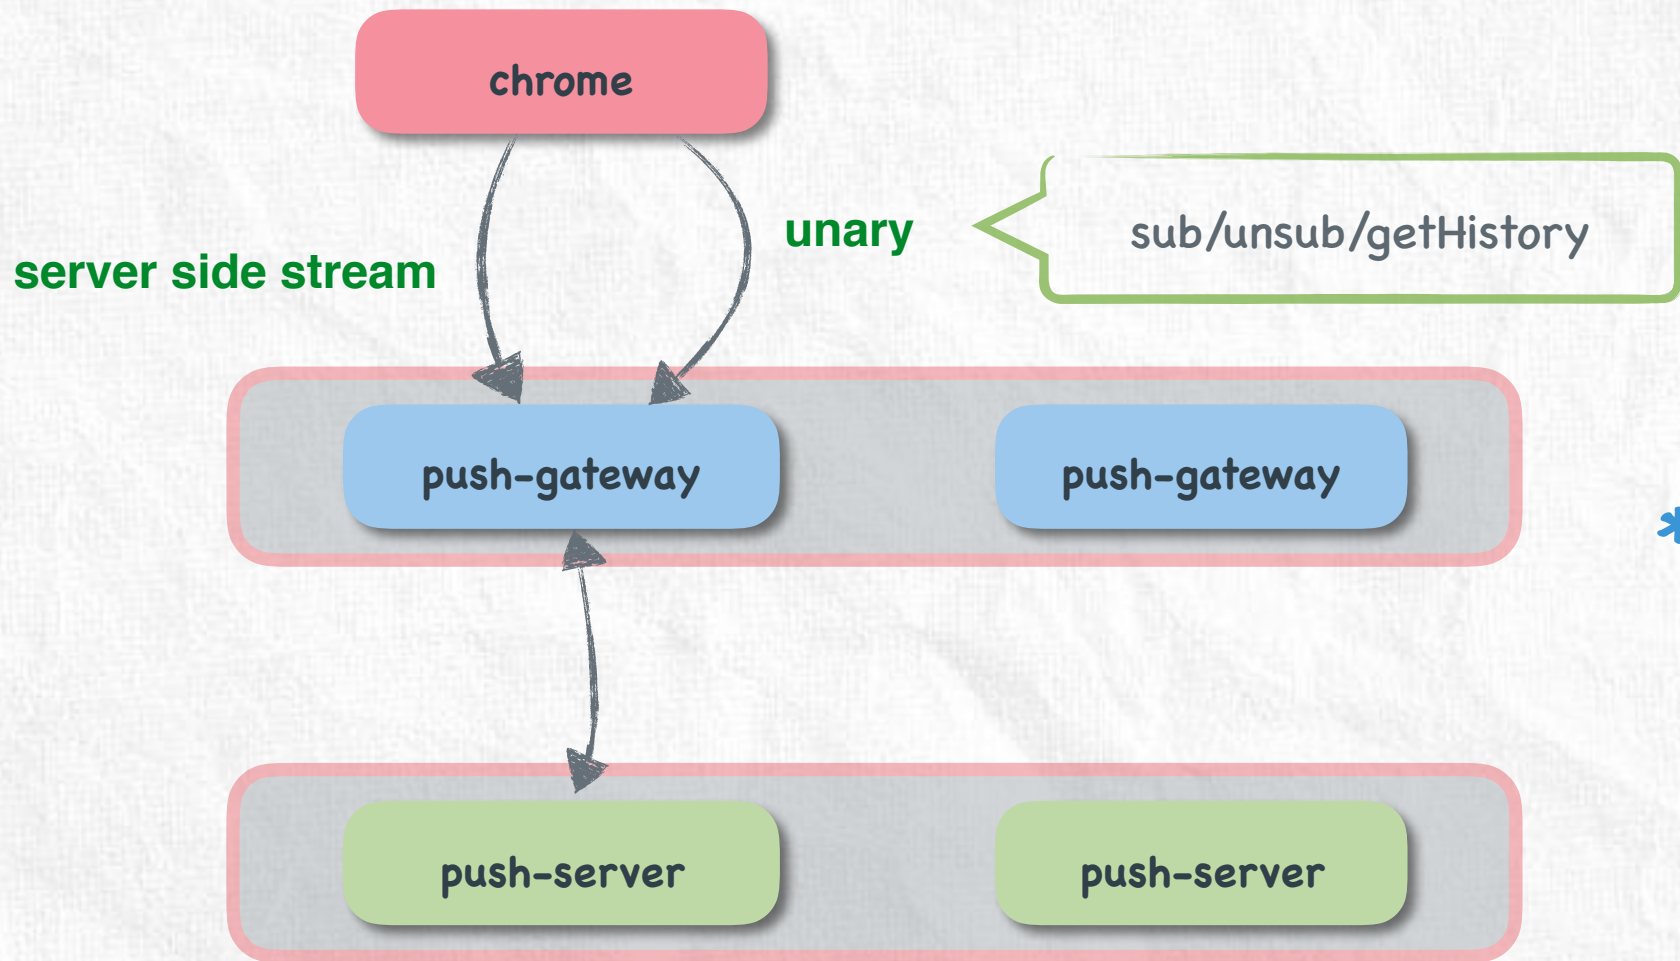 chrome
unary
sub/unsub/getHistory
server side stream
push-gateway
push-gateway
*
push-server
push-server